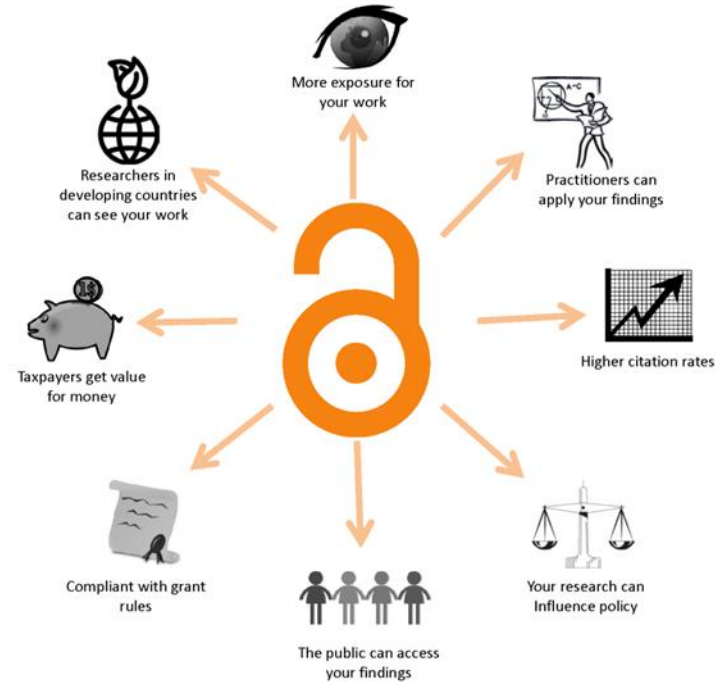 More exposure for
your work
Practitioners can
apply your findings
Higher citation rates
Your research can
Influence policy
The public can access
your findings
Compliant with grant
rules
Taxpayers get value
for money
Researchers in
developing countries
can see your work